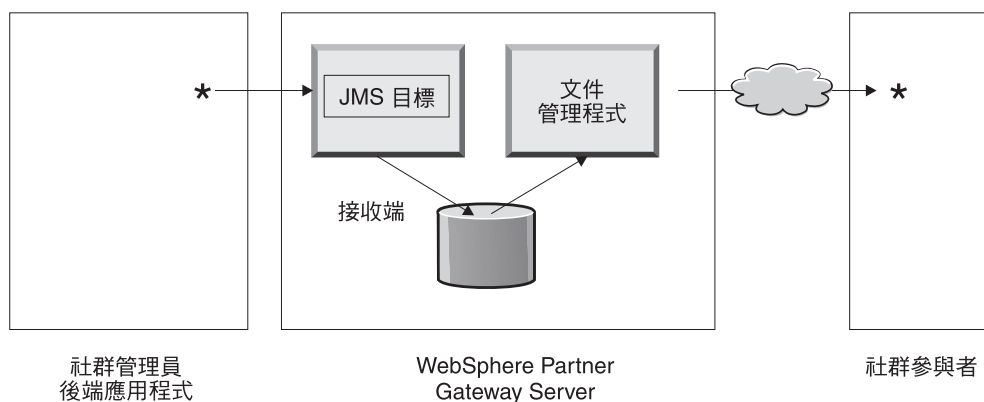 *
JMS 目標
文件
管理程式
*
接收端
社群管理員
後端應用程式
WebSphere Partner
Gateway Server
社群參與者